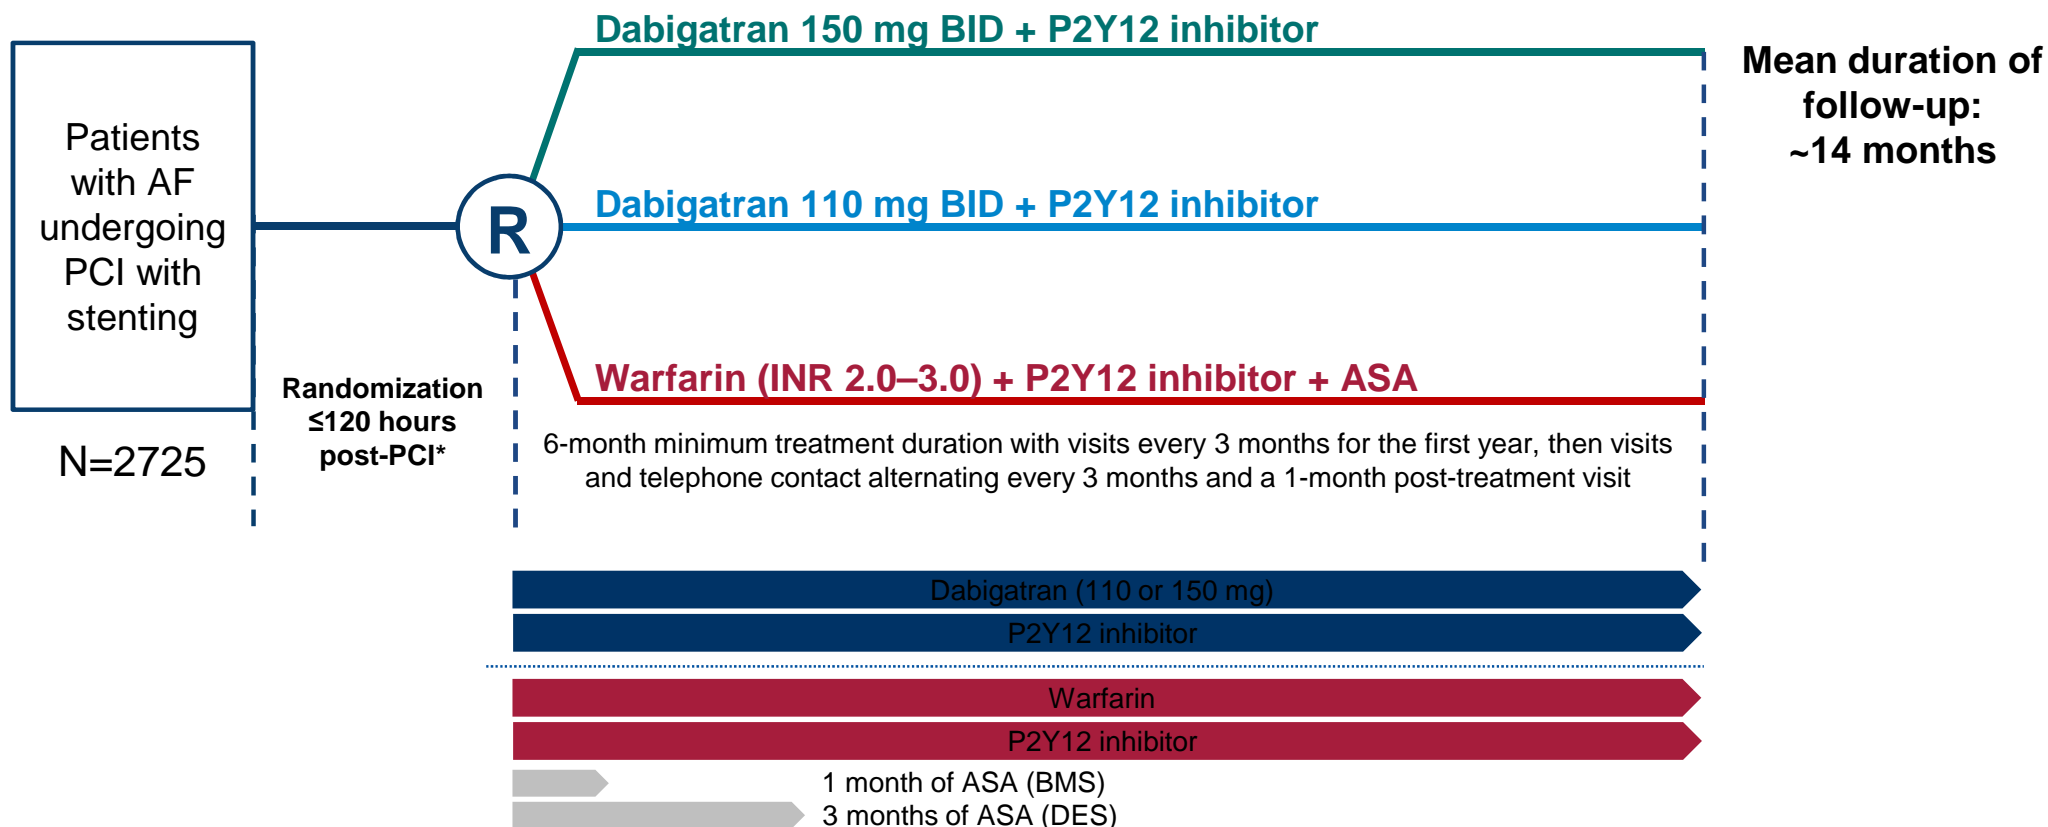 Dabigatran 150 mg BID + P2Y12 inhibitor
Mean duration of
follow-up:
~14 months
Patients
with AF
undergoing
PCI with
stenting
R
Dabigatran 110 mg BID + P2Y12 inhibitor
Warfarin (INR 2.0–3.0) + P2Y12 inhibitor + ASA
Randomization
≤120 hours
post-PCI*
N=2725
6-month minimum treatment duration with visits every 3 months for the first year, then visits
and telephone contact alternating every 3 months and a 1-month post-treatment visit
Dabigatran (110 or 150 mg)
P2Y12 inhibitor
Warfarin
P2Y12 inhibitor
1 month of ASA (BMS)
3 months of ASA (DES)